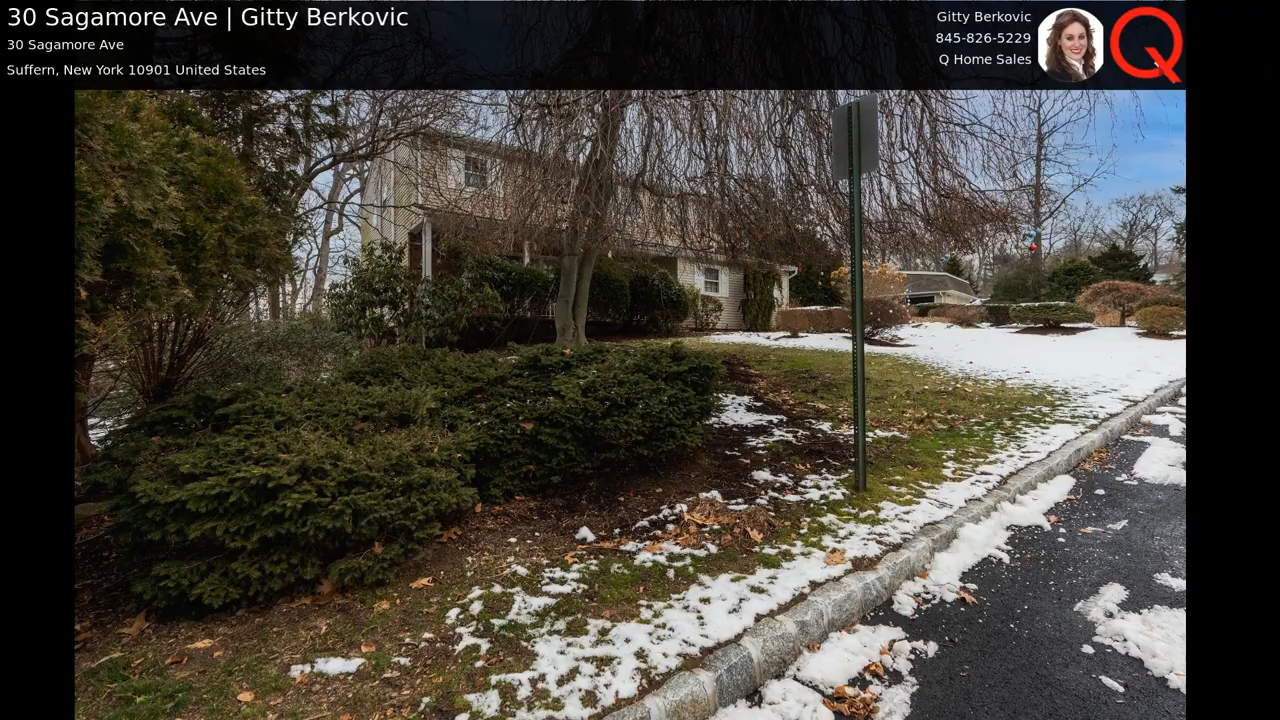 30 Sagamore Ave | Gitty Berkovic
30 Sagamore Ave
Suffern, New York 10901 United States
Gitty Berkovic
845-826-5229
Q Home Sales
Q